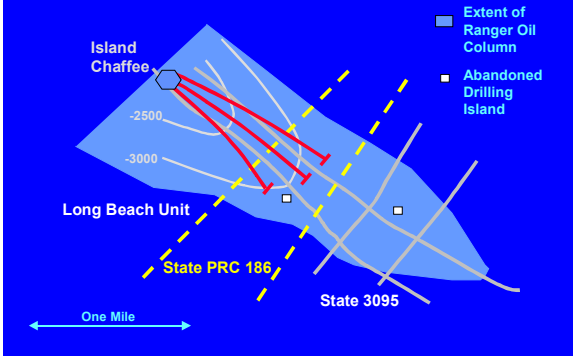 Extent of
Ranger Oil
Column
Island
Chaffee
Abandoned
Drilling
Island
-2500
-3000
Long Beach Unit
State PRC 186
State 3095
One Mile